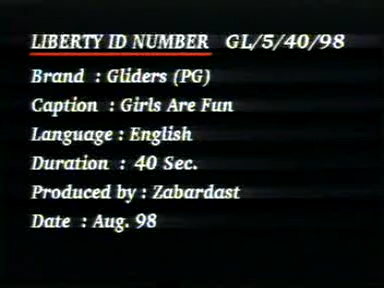 LIBERTY ID NUMBER GL/5/40/98
Brand : Gliders (PG)
Caption : Girls Are Fun
Language : English
Duration : 40 Sec.
Produced by : Zabardast
Date : Aug. 98